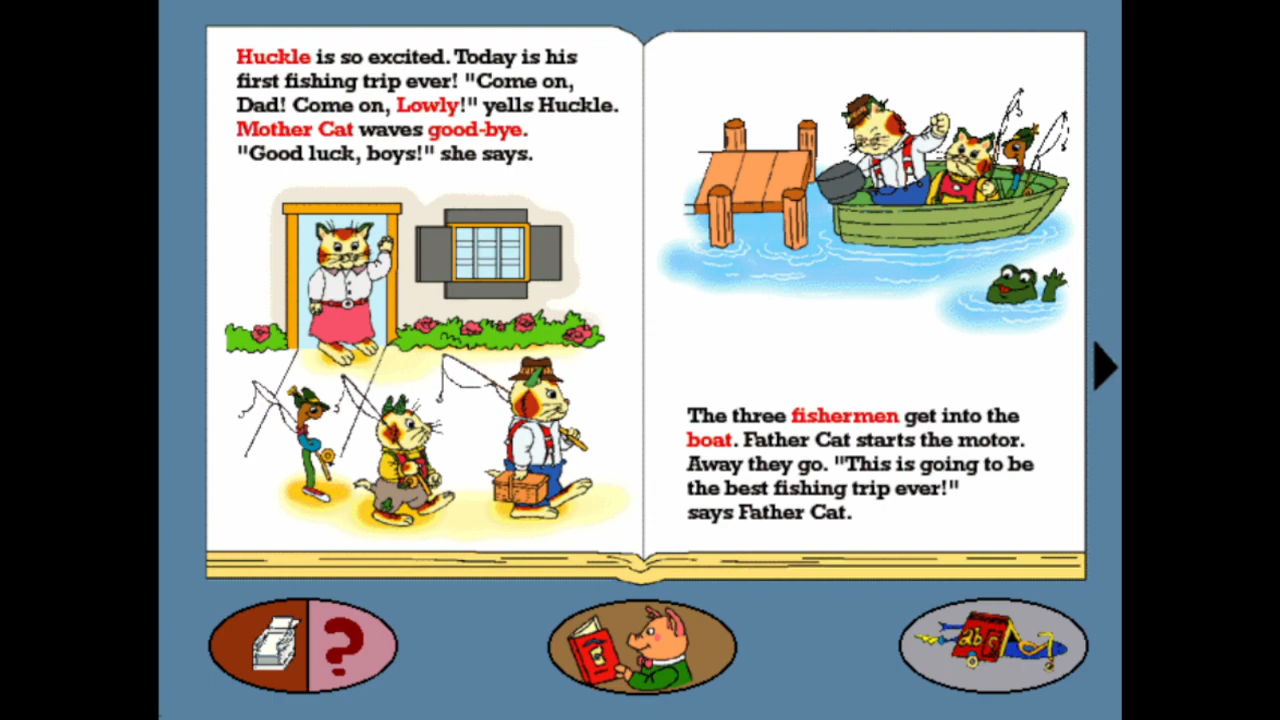 Huckle is so excited. Today is his
first fishing trip ever! "Come on,
Dad! Come on, Lowly!" yells Huckle.
Mother Cat waves good-bye.
"Good luck, boys!" she says.
The three fishermen get into the
boat. Father Cat starts the motor.
Away they go. "This is going to be
the best fishing trip ever!"
says Father Cat.
?
abc